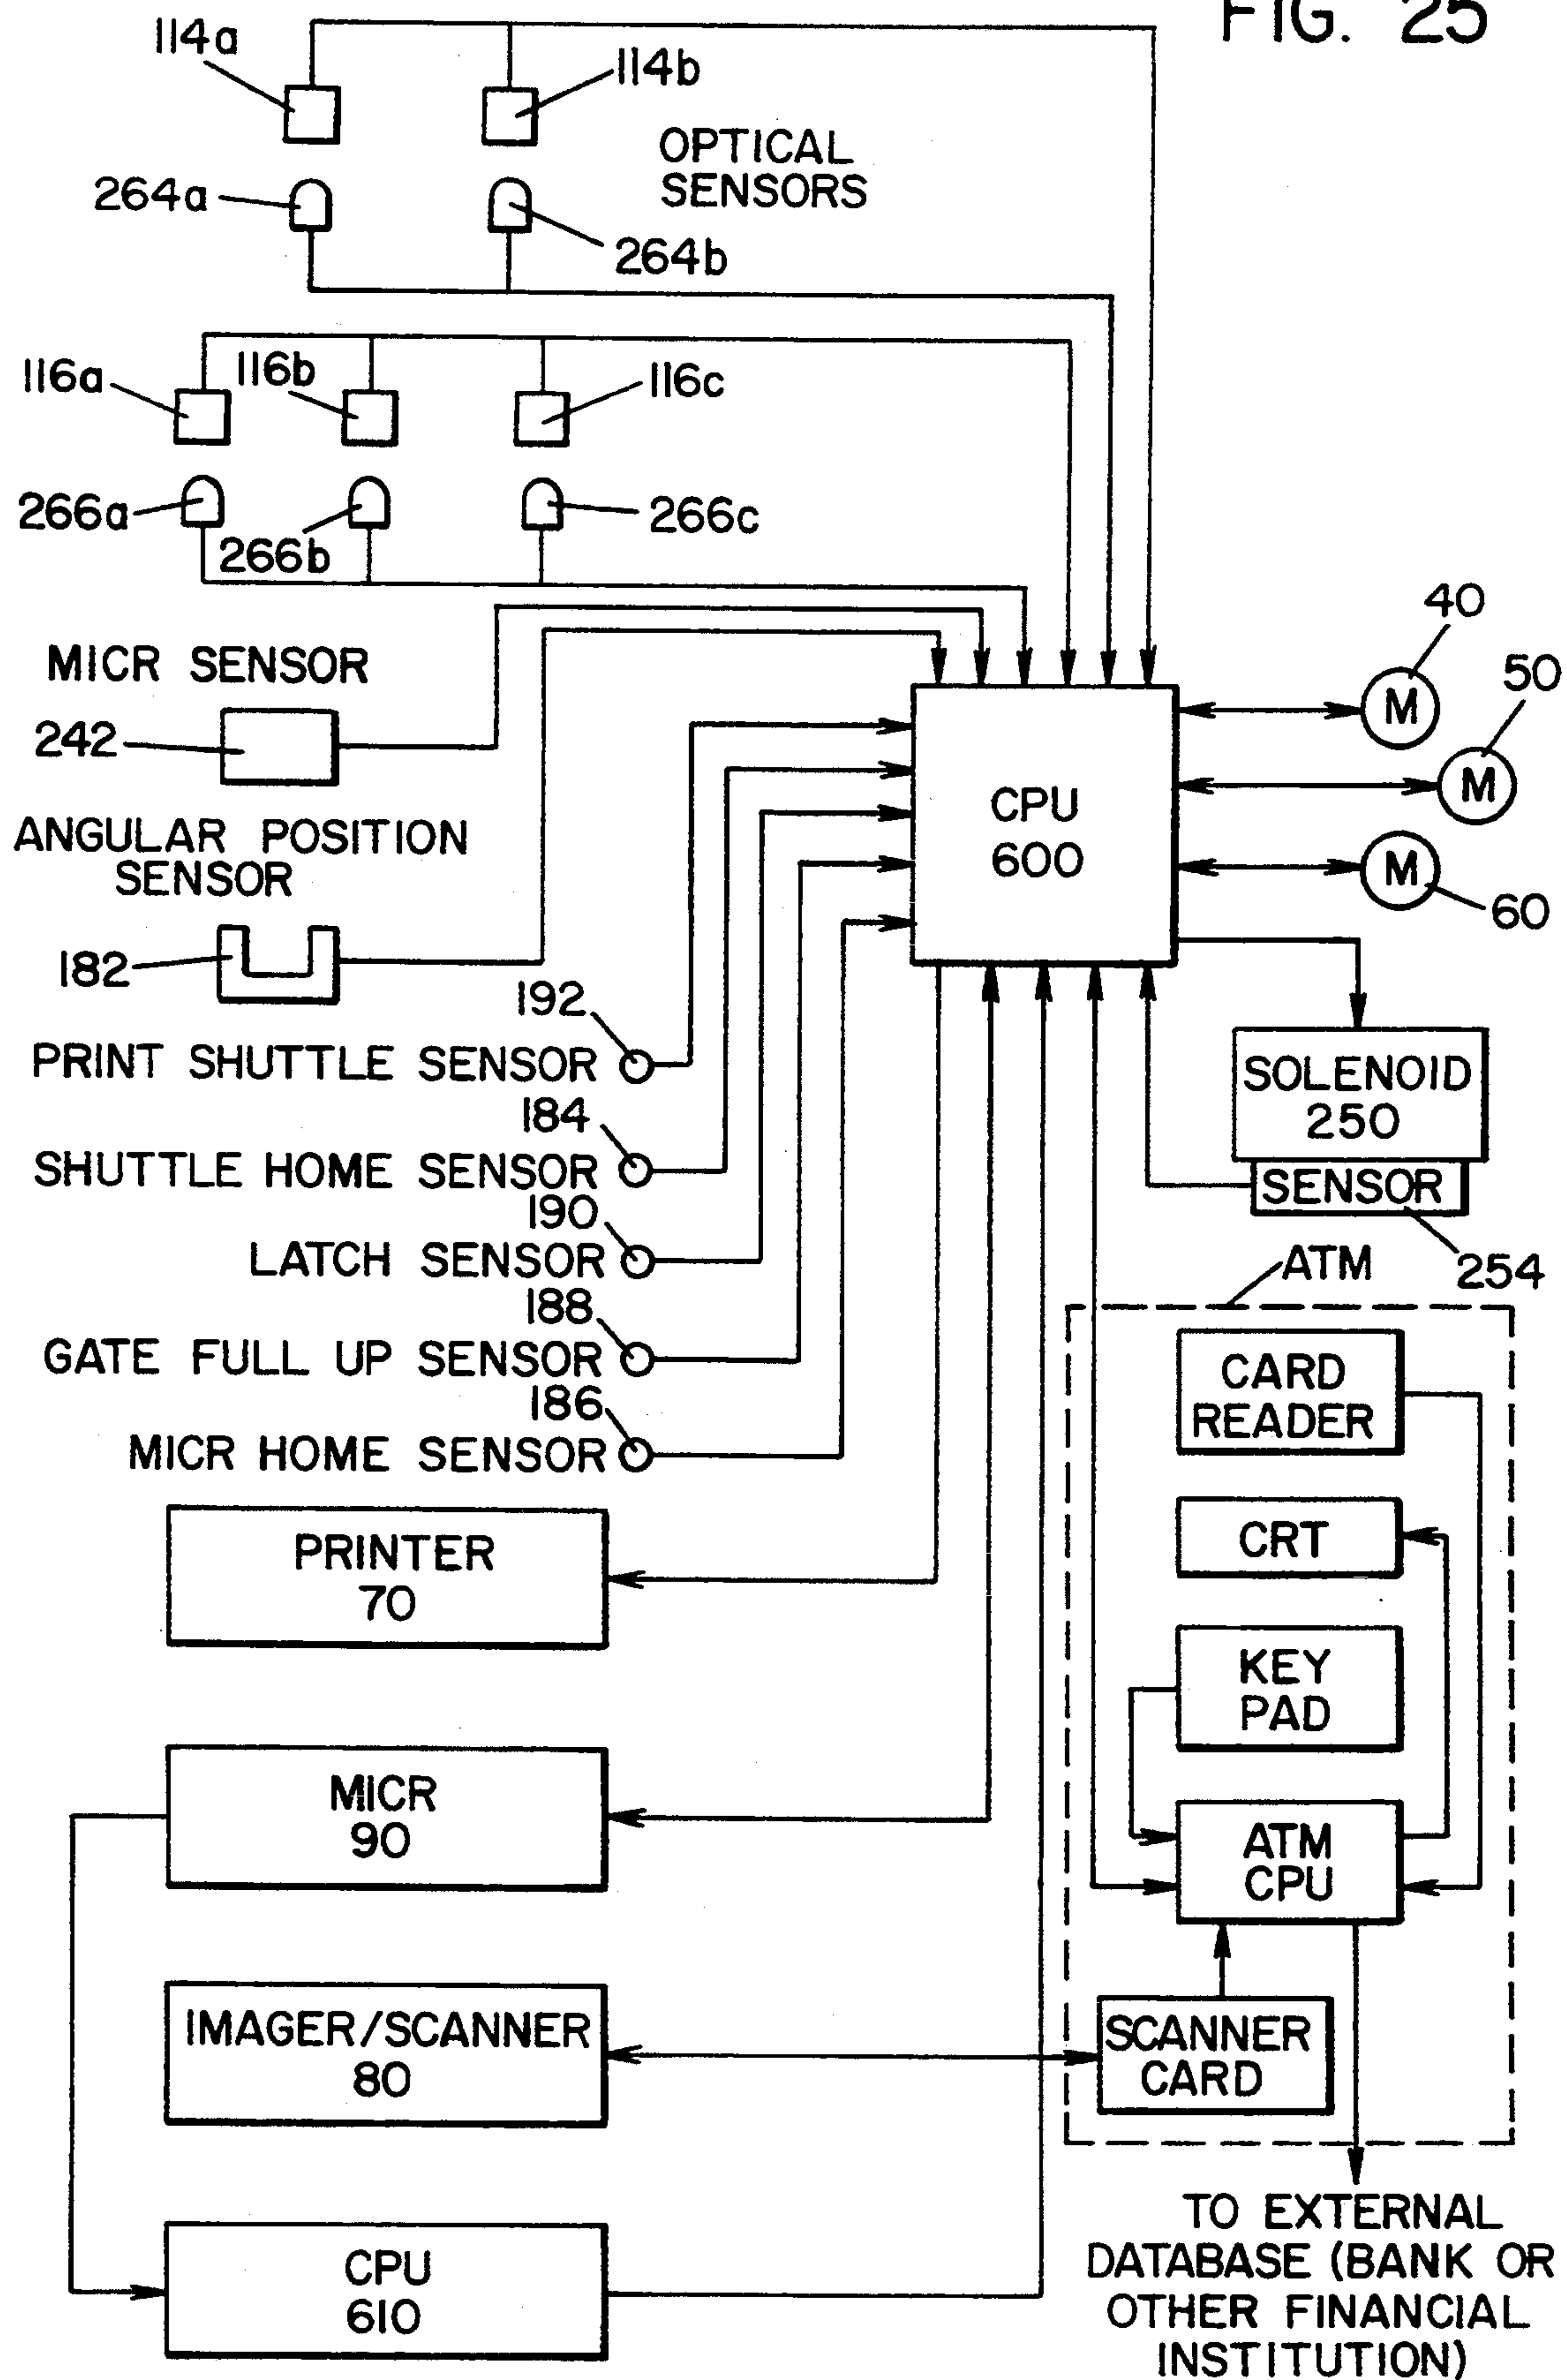 FIG. 25
114a
114b
OPTICAL
SENSORS
264a
264b
116a
116b
116c
266a
266b
266c
MICR SENSOR
242
ANGULAR POSITION
SENSOR
182
40
M
50
M
CPU
600
M
60
192
PRINT SHUTTLE SENSOR
184
SHUTTLE HOME SENSOR
190
LATCH SENSOR
188
GATE FULL UP SENSOR
186
MICR HOME SENSOR
SOLENOID
250
SENSOR
254
ATM
CARD
READER
CRT
KEY
PAD
ATM
CPU
SCANNER
CARD
PRINTER
70
MICR
90
IMAGER/SCANNER
80
CPU
610
TO EXTERNAL
DATABASE (BANK OR
OTHER FINANCIAL
INSTITUTION)